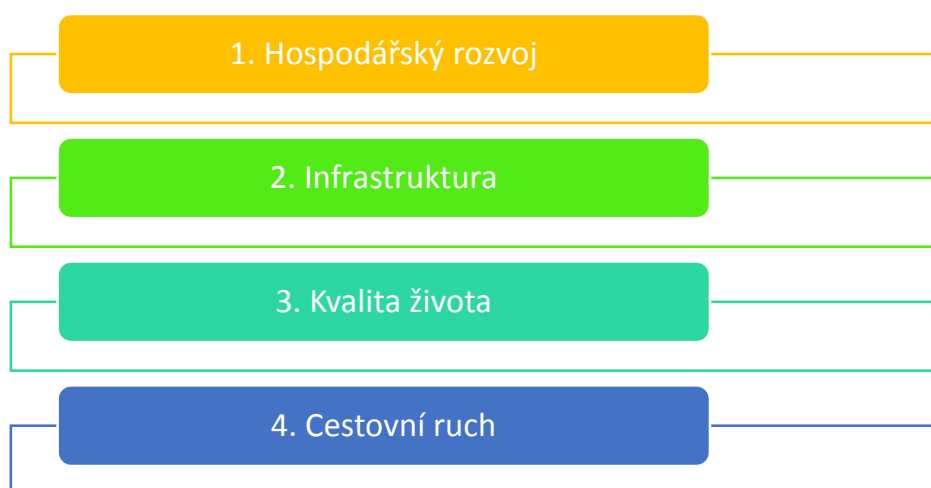 1. Hospodářský rozvoj
2. Infrastruktura
3. Kvalita života
4. Cestovní ruch